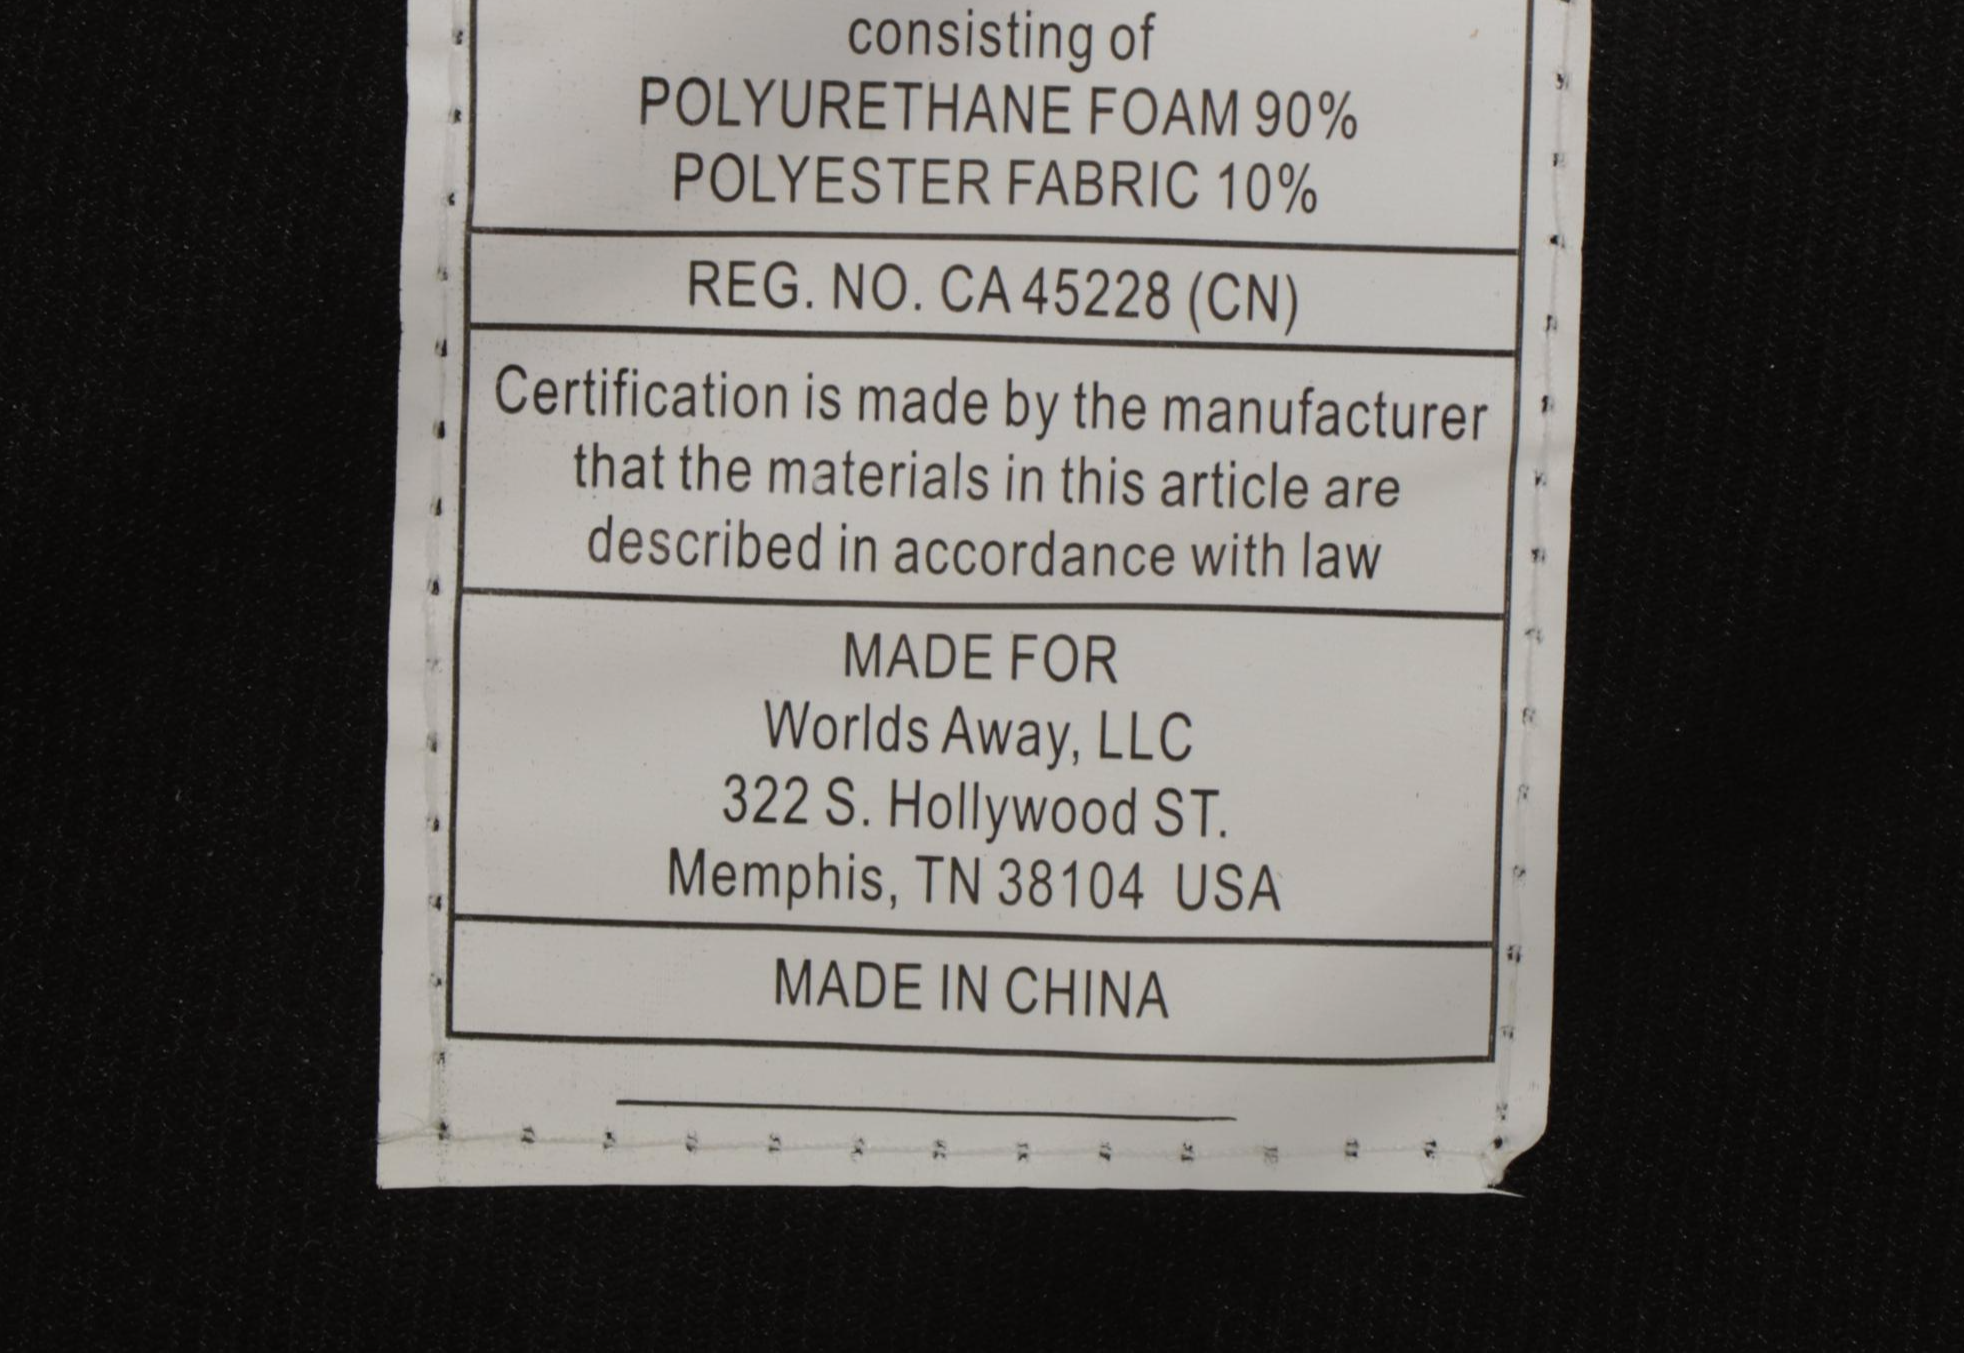 consisting of
POLYURETHANE FOAM 90%
POLYESTER FABRIC 10%
REG. NO. CA 45228 (CN)
Certification is made by the manufacturer
that the materials in this article are
described in accordance with law
MADE FOR
Worlds Away, LLC
322 S. Hollywood ST.
Memphis, TN 38104 USA
MADE IN CHINA